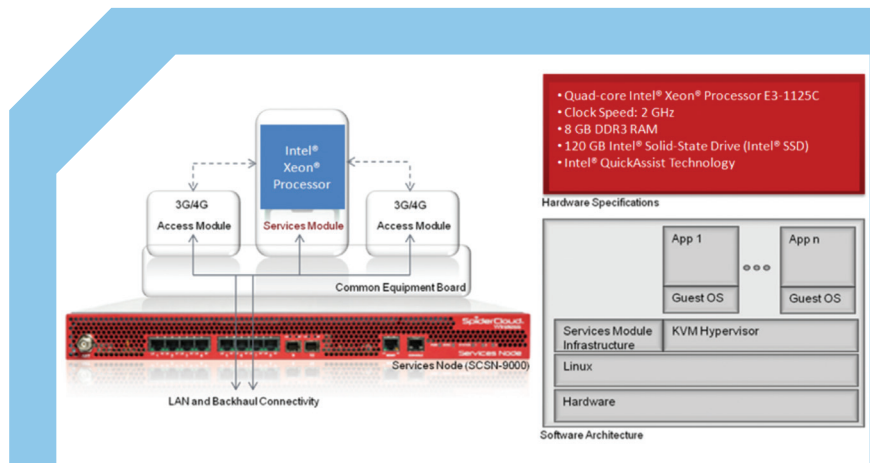 Intel®
Xeon®
Processor
3G/4G
Access Module
Services Module
3G/4G
Access Module
Common Equipment Board
SpiderCloud
Wireless
Services Node
Services Node (SCSN-9000)
LAN and Backhaul Connectivity
• Quad-core Intel® Xeon® Processor E3-1125C
• Clock Speed: 2 GHz
• 8 GB DDR3 RAM
• 120 GB Intel® Solid-State Drive (Intel® SSD)
• Intel® QuickAssist Technology
Hardware Specifications
App 1
App n
Guest OS
Guest OS
Services Module
Infrastructure
KVM Hypervisor
Linux
Hardware
Software Architecture